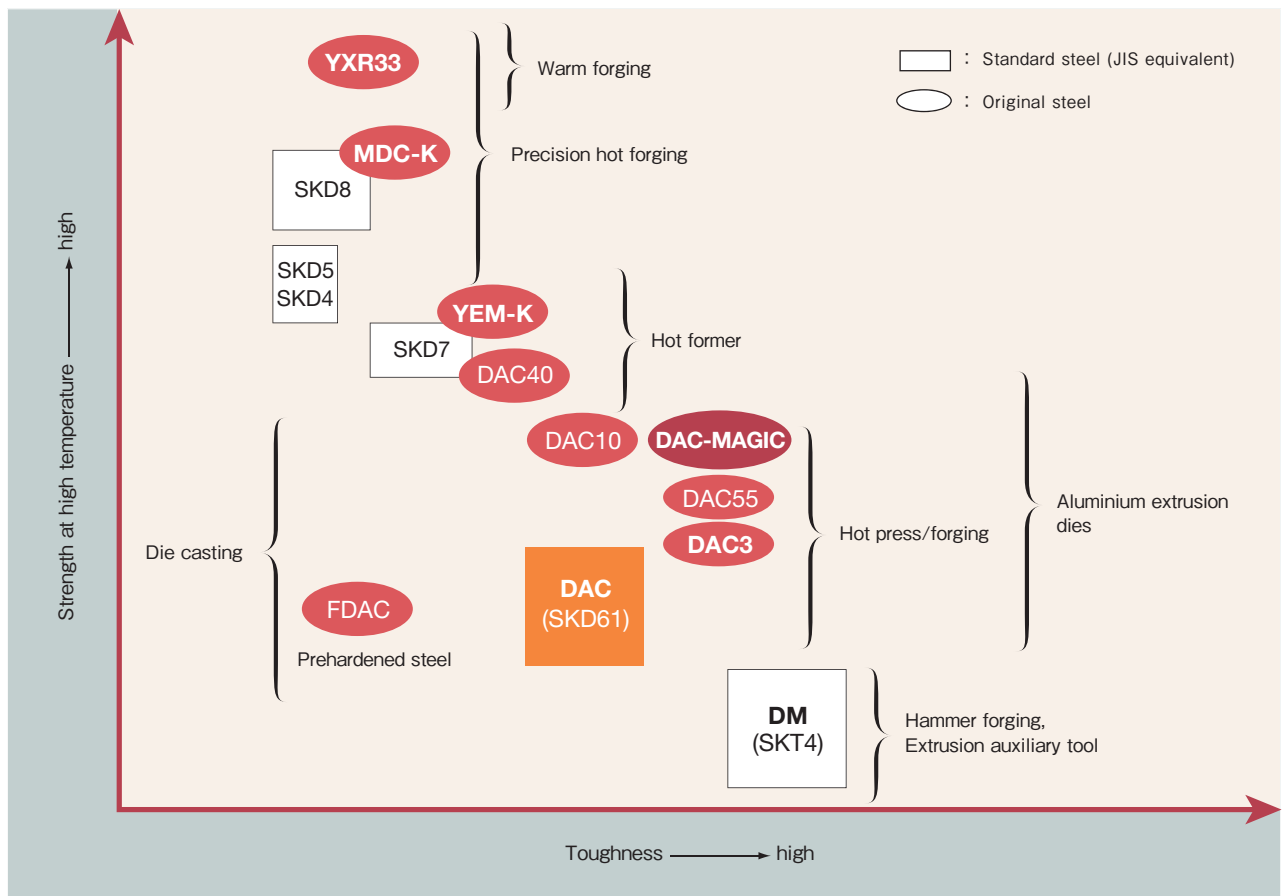 YXR33
Warm forging
: Standard steel (JIS equivalent)
: Original steel
MDC-K
SKD8
Precision hot forging
SKD5
SKD4
YEM-K
SKD7
DAC40
Hot former
DAC10
DAC-MAGIC
DAC55
DAC3
Hot press/forging
Aluminium extrusion
dies
Die casting
FDAC
Prehardened steel
DAC
(SKD61)
DM
(SKT4)
Hammer forging,
Extrusion auxiliary tool
Strength at high temperature → high
Toughness → high